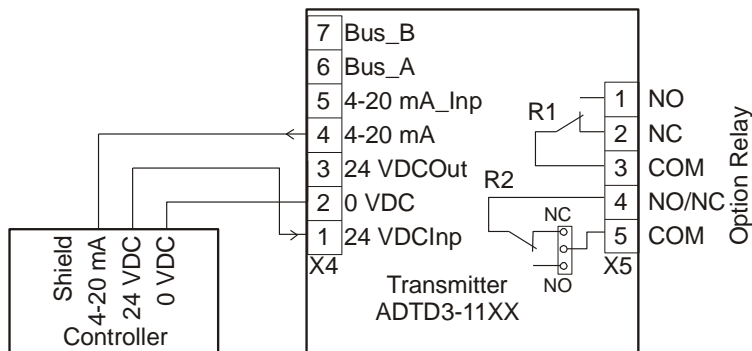 7 Bus_B
6 Bus_A
5 4-20 mA_Inp
4 4-20 mA
3 24 VDCOut
2 0 VDC
1 24 VDCInp
X4
R1
R2
NC
NO
1 NO
2 NC
3 COM
4 NO/NC
5 COM
X5
Option Relay
Transmitter
ADTD3-11XX
Shield
4-20 mA
24 VDC
0 VDC
Controller